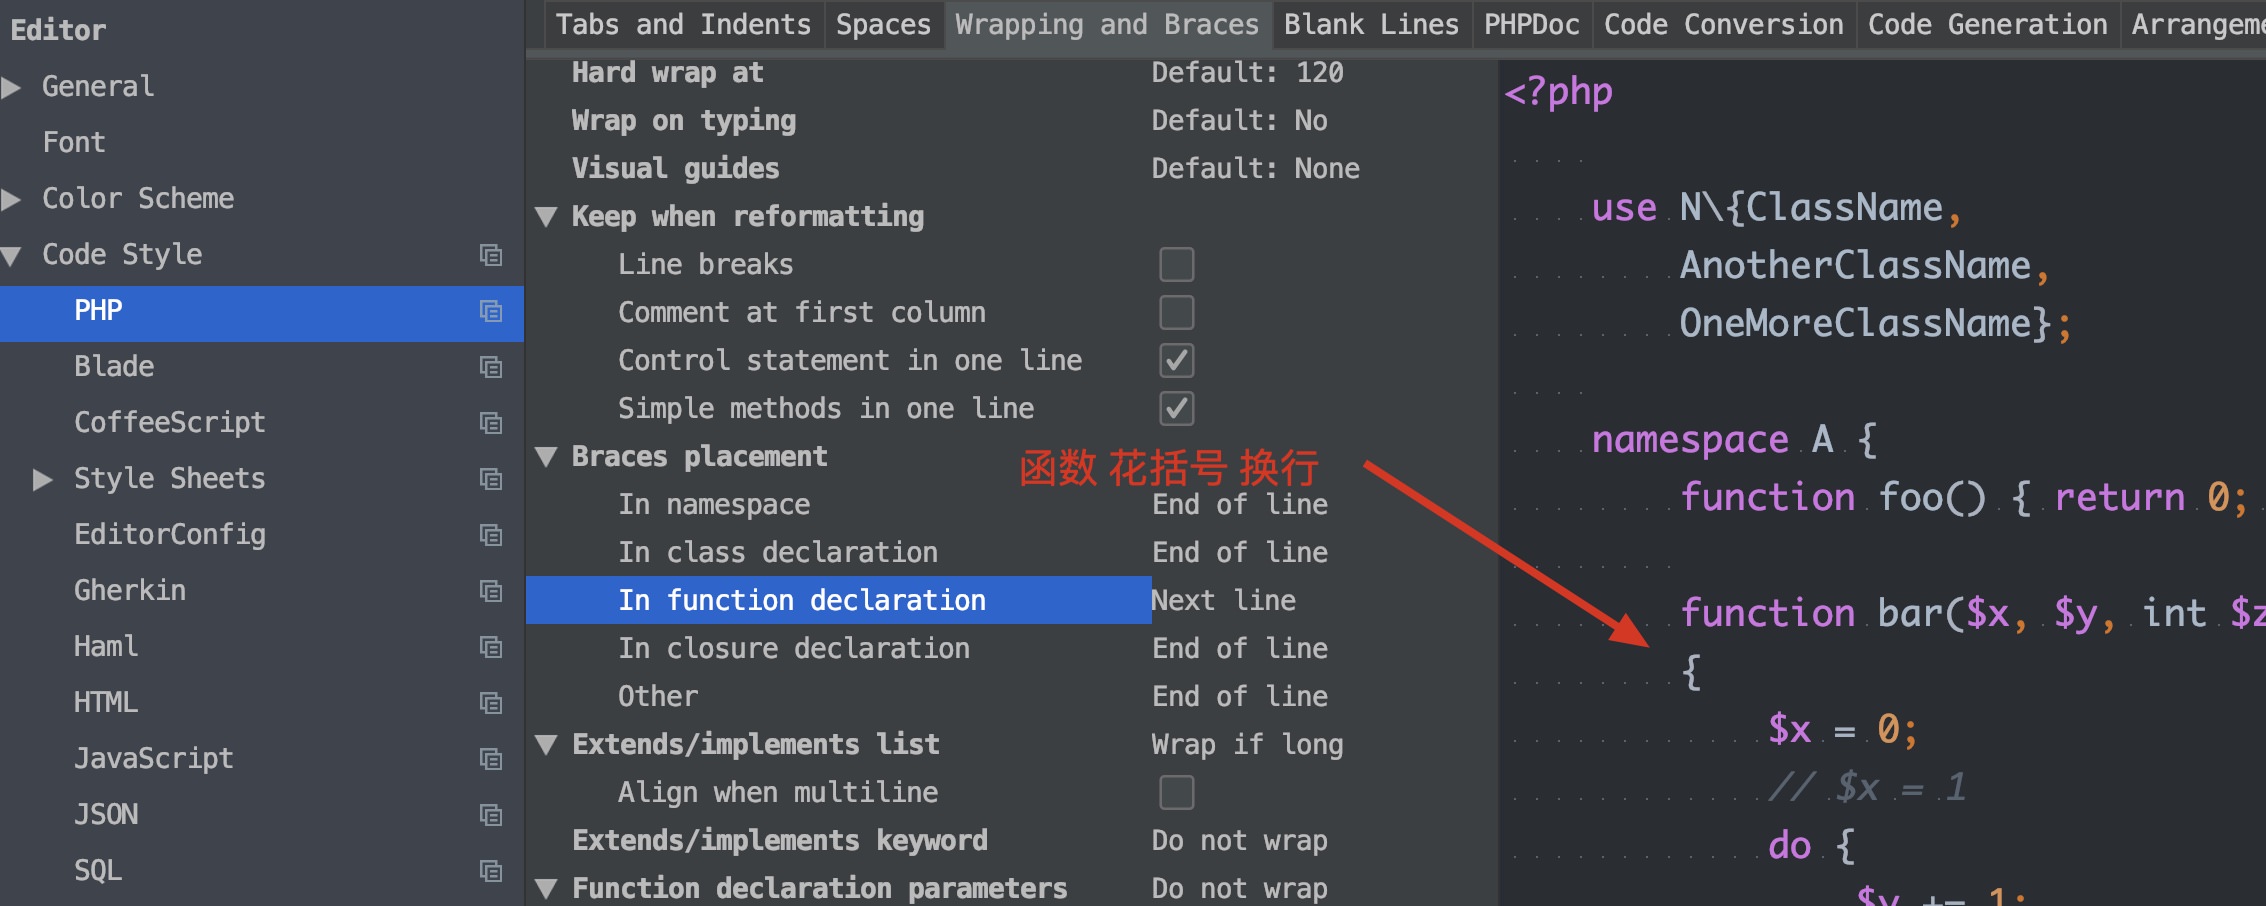 Editor
General
Font
Color Scheme
Code Style
PHP
Blade
CoffeeScript
Style Sheets
EditorConfig
Gherkin
Haml
HTML
JavaScript
JSON
SQL
Tabs and Indents
Spaces
Wrapping and Braces
Blank Lines
PHPDoc
Code Conversion
Code Generation
Arrangeme
Hard wrap at Default: 120
Wrap on typing Default: No
Visual guides Default: None
Keep when reformatting
Line breaks
Comment at first column
Control statement in one line
Simple methods in one line
Braces placement
函数 花括号 换行
In namespace End of line
In class declaration End of line
In function declaration Next line
In closure declaration End of line
Other End of line
Extends/implements list Wrap if long
Align when multiline
Extends/implements keyword Do not wrap
Function declaration parameters Do not wrap
<?php
use N\{ClassName,
AnotherClassName,
OneMoreClassName};
namespace A {
function foo() { return 0;
function bar($x, $y, int $z
{
$x = 0;
// $x = 1
do {
$y += 1;